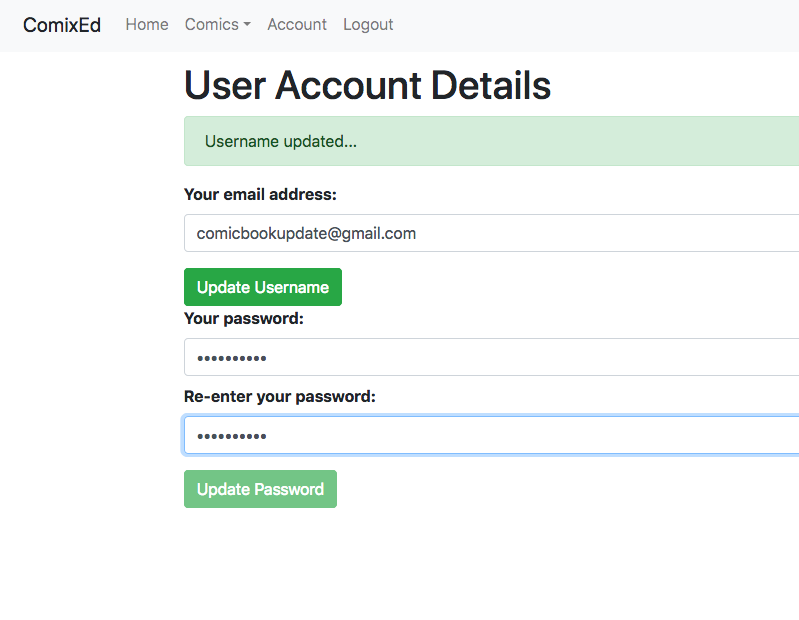 ComixEd Home Comics Account Logout
User Account Details
Username updated...
Your email address:
comicbookupdate@gmail.com
Update Username
Your password:
••••••••••
Re-enter your password:
••••••••••
Update Password